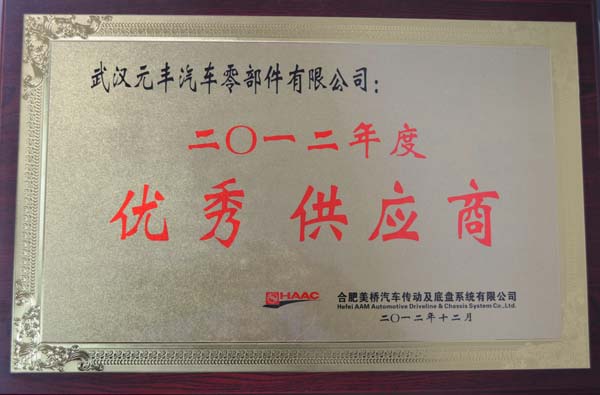 武汉元丰汽车零部件有限公司：
二〇一二年度
优秀 供应商
HAAC
合肥美桥汽车传动及底盘系统有限公司
Hefei AAM Automotive Driveline & Chassis System Co.,Ltd.
二〇一二年十二月